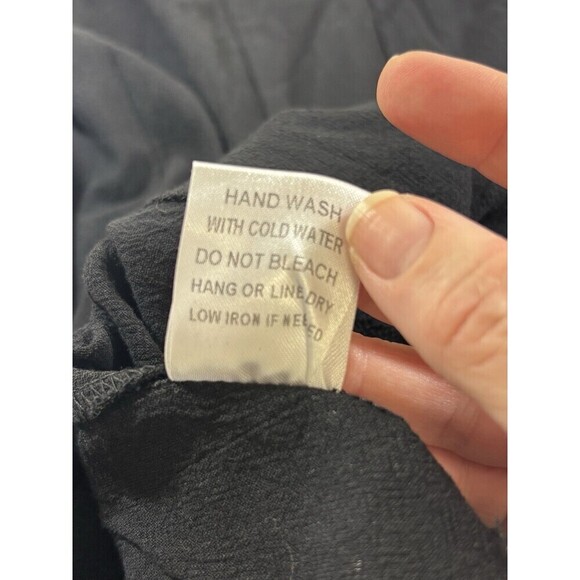 HAND WASH
WITH COLD WATER
DO NOT BLEACH
HANG OR LINE DRY
LOW IRON IF NEEDED